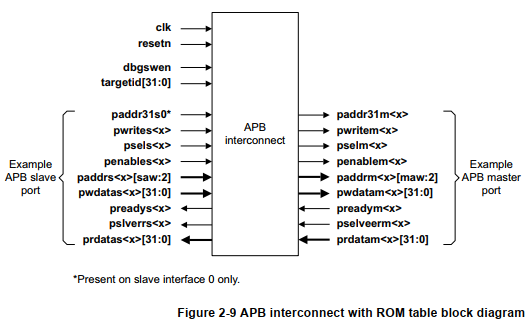 clk
resetn
dbgswen
targetid[31:0]
paddr31s0*
pwrites<x>
psels<x>
penables<x>
paddrs<x>[saw:2]
pwdatas<x>[31:0]
preadys<x>
pslverrs<x>
prdatas<x>[31:0]
Example
APB slave
port
APB
interconnect
paddr31m<x>
pwritem<x>
pselm<x>
penablem<x>
paddrm<x>[maw:2]
pwdatam<x>[31:0]
preadym<x>
pselveerm<x>
prdatam<x>[31:0]
Example
APB master
port
*Present on slave interface 0 only.
Figure 2-9 APB interconnect with ROM table block diagram